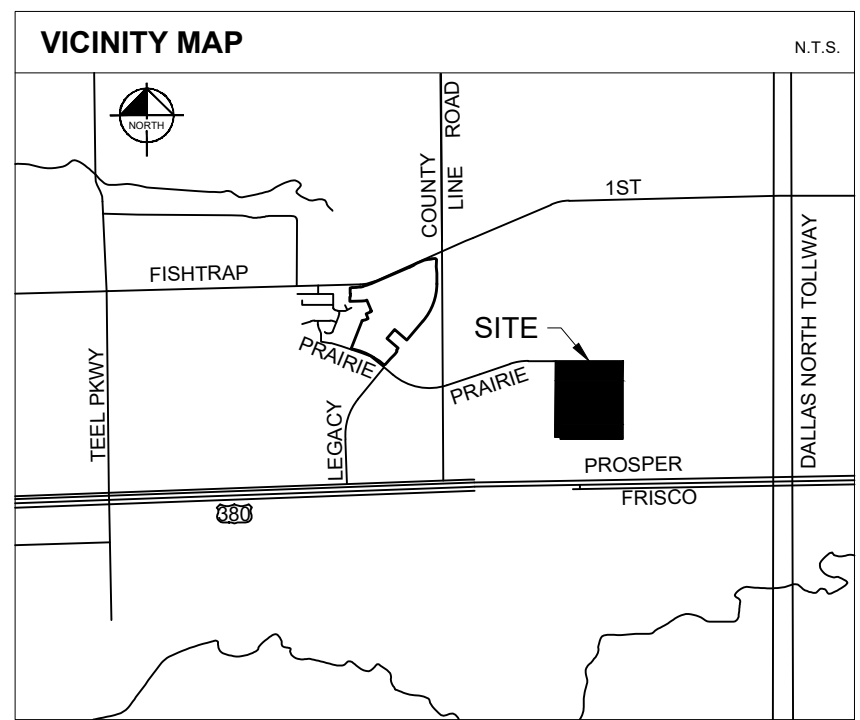 VICINITY MAP
N.T.S.
NORTH
COUNTY
LINE ROAD
1ST
FISHTRAP
SITE
PRAIRIE
PRAIRIE
TEEL PKWY
LEGACY
DALLAS NORTH TOLLWAY
PROSPER
FRISCO
380